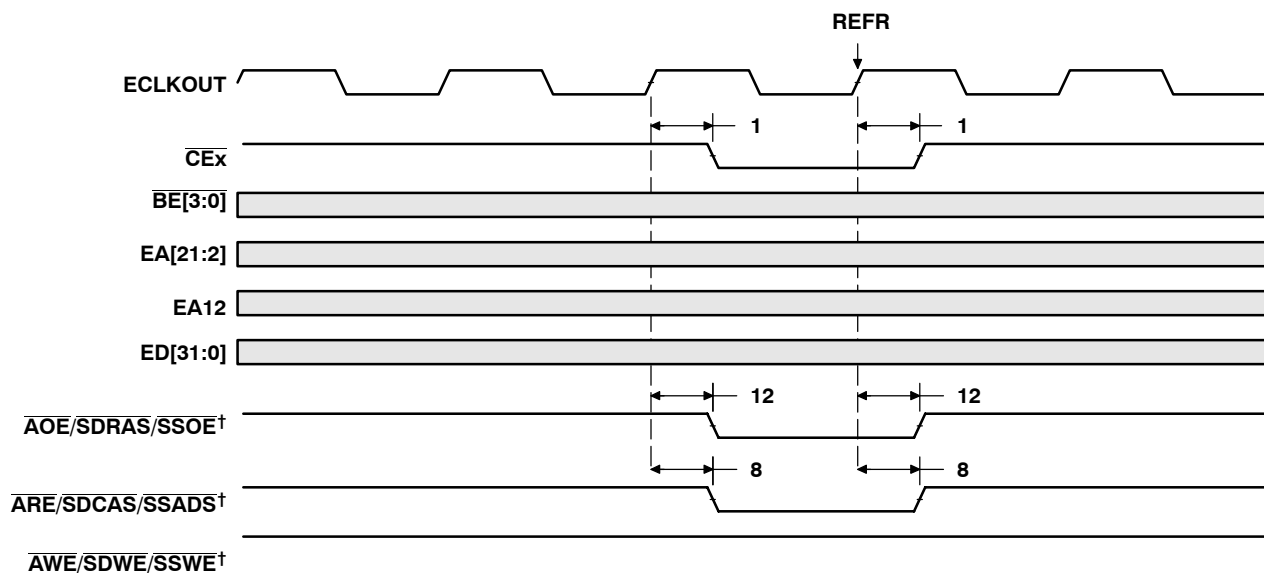 REFR
ECLKOUT
1 1
CEx
BE[3:0]
EA[21:2]
EA12
ED[31:0]
12 12
AOE/SDRAS/SSOE†
8 8
ARE/SDCAS/SSADS†
AWE/SDWE/SSWE†